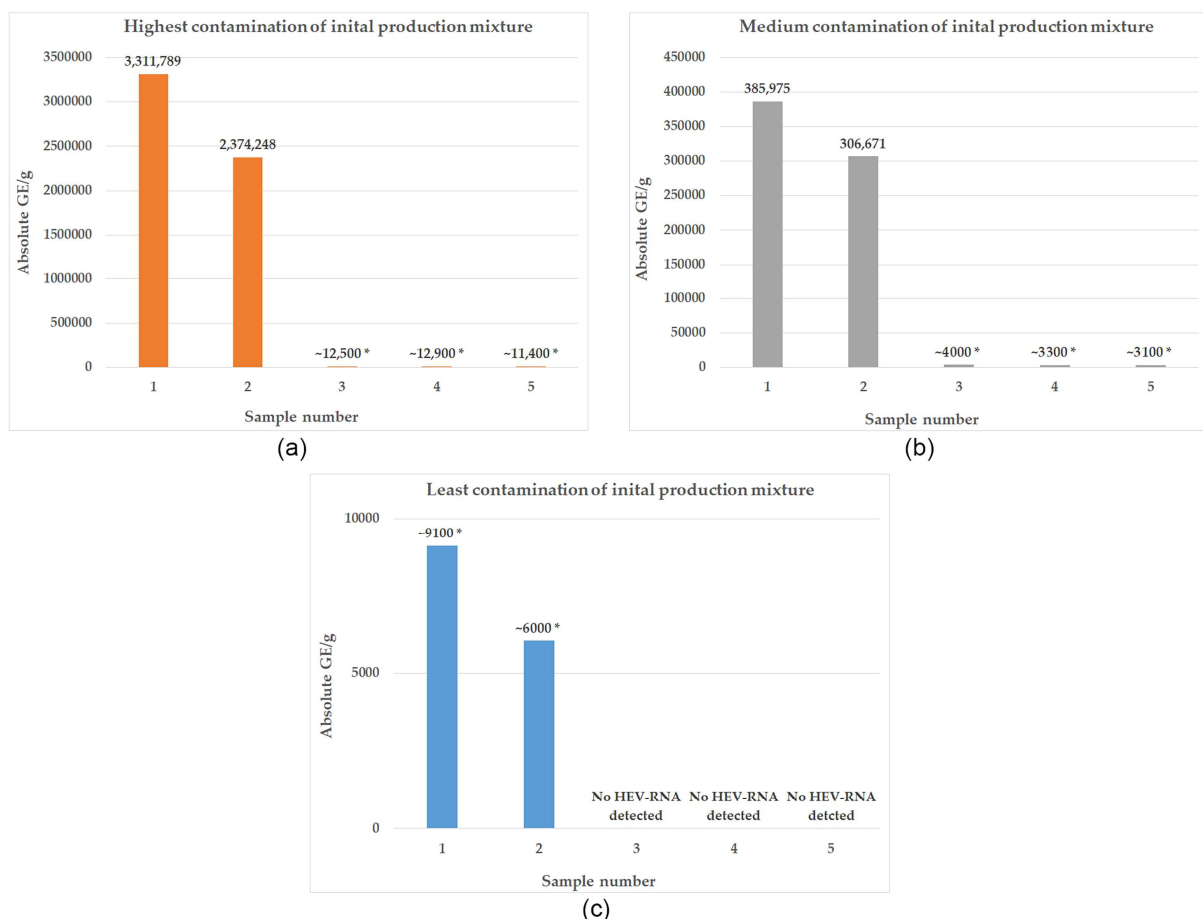 Highest contamination of inital production mixture
3500000
3000000
2500000
2000000
1500000
1000000
500000
0
Absolute GE/g
3,311,789
2,374,248
~12,500 *
~12,900 *
~11,400 *
1 2 3 4 5
Sample number
(a)
Medium contamination of inital production mixture
450000
400000
350000
300000
250000
200000
150000
100000
50000
0
Absolute GE/g
385,975
306,671
~4000 *
~3300 *
~3100 *
1 2 3 4 5
Sample number
(b)
Least contamination of inital production mixture
10000
5000
0
Absolute GE/g
~9100 *
~6000 *
No HEV-RNA
detected
No HEV-RNA
detected
No HEV-RNA
detcted
1 2 3 4 5
Sample number
(c)